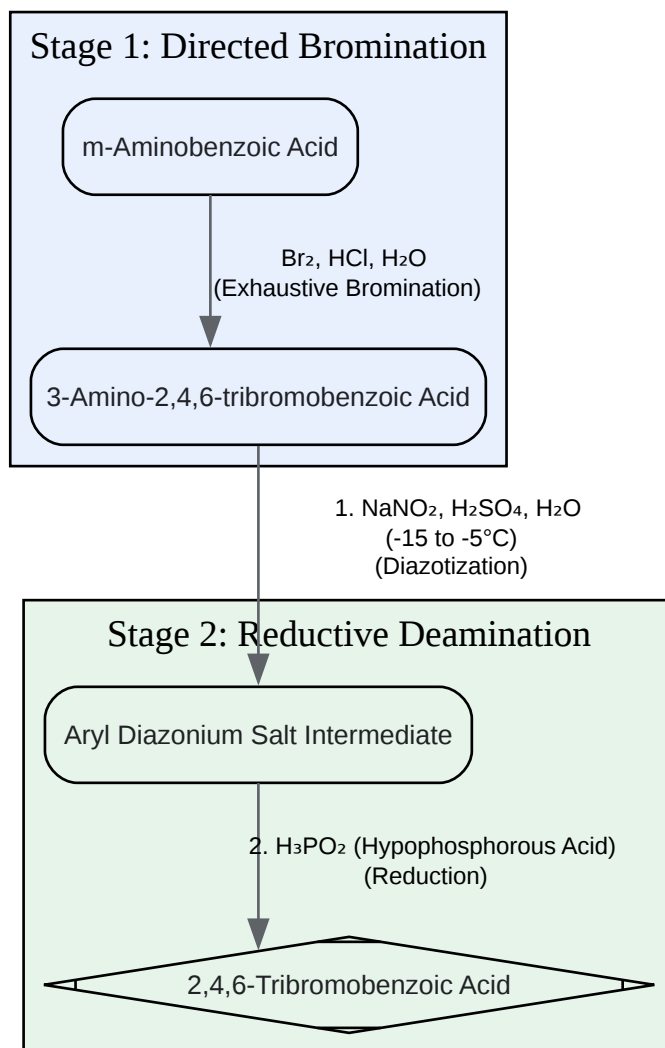 Stage 1: Directed Bromination
m-Aminobenzoic Acid
Br₂, HCl, H₂O
(Exhaustive Bromination)
3-Amino-2,4,6-tribromobenzoic Acid
1. NaNO₂, H₂SO₄, H₂O
(-15 to -5°C)
(Diazotization)
Stage 2: Reductive Deamination
Aryl Diazonium Salt Intermediate
2. H₃PO₂ (Hypophosphorous Acid)
(Reduction)
2,4,6-Tribromobenzoic Acid